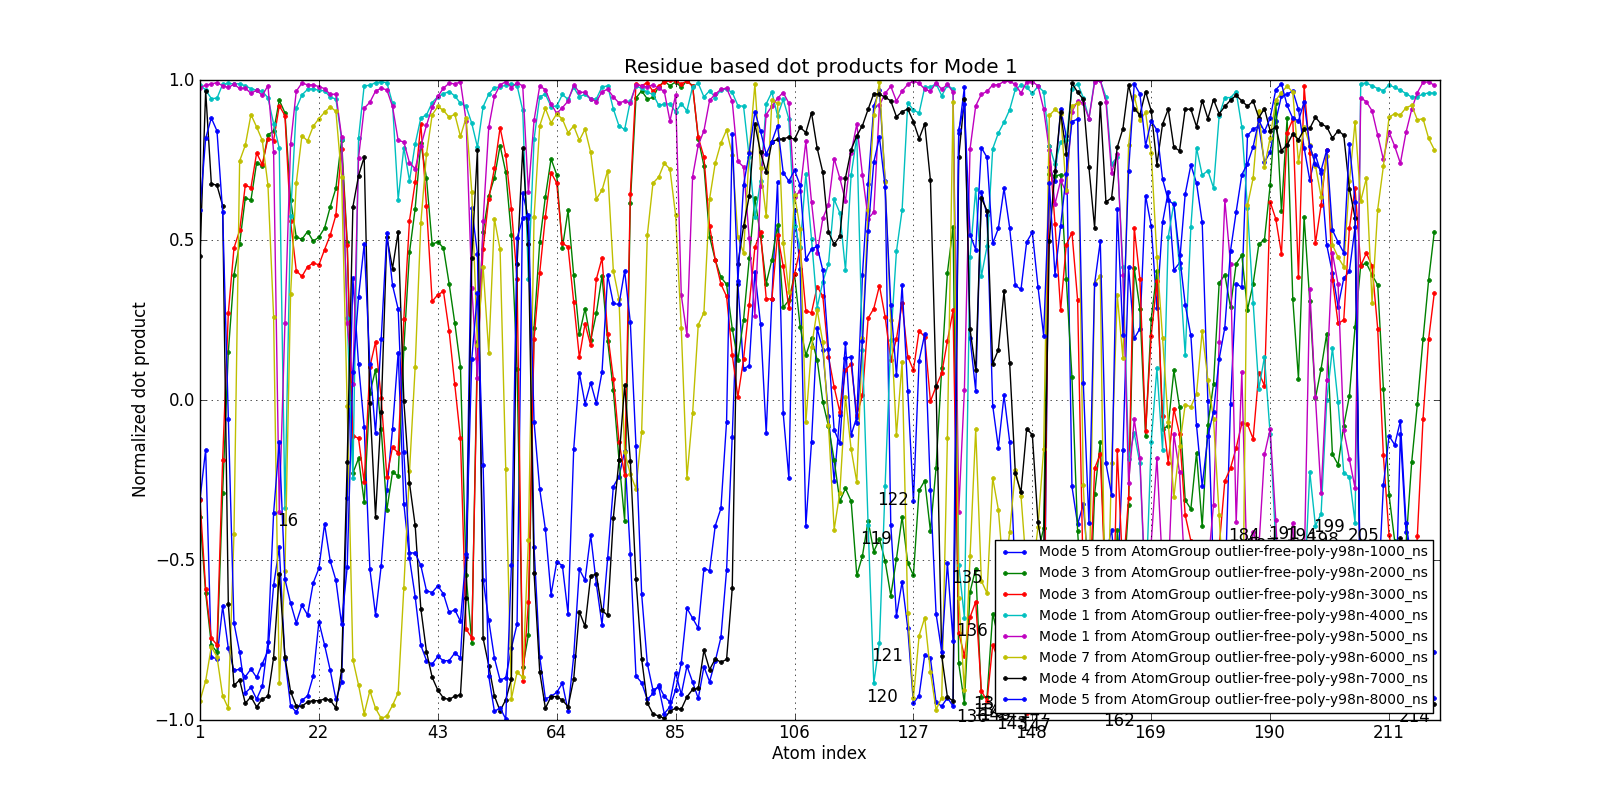 Residue based dot products for Mode 1
Normalized dot product
1.0
0.5
0.0
−0.5
−1.0
16
122
119
121
120
135
136
184
199
205
162
214
Mode 5 from AtomGroup outlier-free-poly-y98n-1000_ns
Mode 3 from AtomGroup outlier-free-poly-y98n-2000_ns
Mode 3 from AtomGroup outlier-free-poly-y98n-3000_ns
Mode 1 from AtomGroup outlier-free-poly-y98n-4000_ns
Mode 1 from AtomGroup outlier-free-poly-y98n-5000_ns
Mode 7 from AtomGroup outlier-free-poly-y98n-6000_ns
Mode 4 from AtomGroup outlier-free-poly-y98n-7000_ns
Mode 5 from AtomGroup outlier-free-poly-y98n-8000_ns
1 22 43 64 85 106 127 148 169 190 211
Atom index